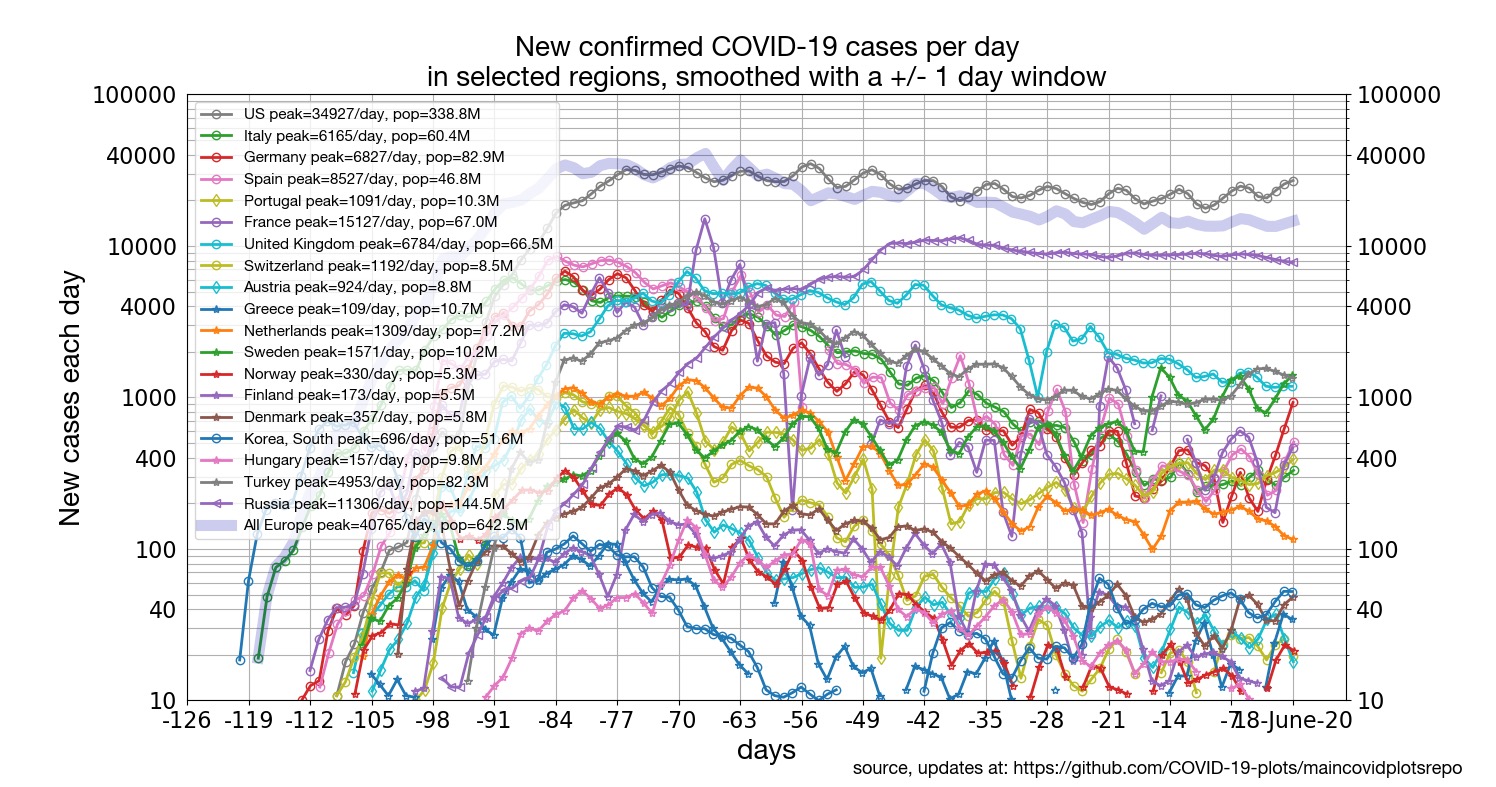 New confirmed COVID-19 cases per day
in selected regions, smoothed with a +/- 1 day window
100000
40000
10000
4000
1000
400
100
40
10
New cases each day
US peak=34927/day, pop=338.8M
Italy peak=6165/day, pop=60.4M
Germany peak=6827/day, pop=82.9M
Spain peak=8527/day, pop=46.8M
Portugal peak=1091/day, pop=10.3M
France peak=15127/day, pop=67.0M
United Kingdom peak=6784/day, pop=66.5M
Switzerland peak=1192/day, pop=8.5M
Austria peak=924/day, pop=8.8M
Greece peak=109/day, pop=10.7M
Netherlands peak=1309/day, pop=17.2M
Sweden peak=1571/day, pop=10.2M
Norway peak=330/day, pop=5.3M
Finland peak=173/day, pop=5.5M
Denmark peak=357/day, pop=5.8M
Korea, South peak=696/day, pop=51.6M
Hungary peak=157/day, pop=9.8M
Turkey peak=4953/day, pop=82.3M
Russia peak=11306/day, pop=144.5M
All Europe peak=40765/day, pop=642.5M
100000
40000
10000
4000
1000
400
100
40
10
-126 -119 -112 -105 -98 -91 -84 -77 -70 -63 -56 -49 -42 -35 -28 -21 -14 -7 18-June-20
days
source, updates at: https://github.com/COVID-19-plots/maincovidplotsrepo